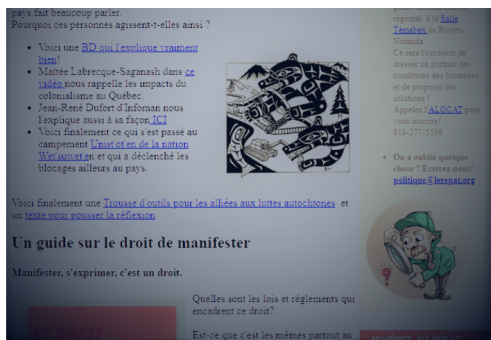 pays fait beaucoup parler.
Pourquoi ces personnes agissent-t-elles ainsi ?
Voici une BD qui l'explique vraiment
bien!
Maïtée Labrecque-Saganash dans ce
vidéo nous rappelle les impacts du
colonialisme au Québec.
Jean-René Dufort d'Infoman nous
l'explique aussi à sa façon ICI
Voici finalement ce qui s'est passé au
campement Unist'ot'en de la nation
Wet'suwet'en et qui a déclenché les
blocages ailleurs au pays.
Voici finalement une Trousse d'outils pour les alliées aux luttes autochtones et
un texte pour pousser la réflexion
Un guide sur le droit de manifester
Manifester, s'exprimer, c'est un droit.
Quelles sont les lois et règlements qui
encadrent ce droit?
Est-ce que c'est les mêmes partout au
LE DROIT
régional à la Salle
Témabex de Rouyn-
Noranda
Ce sera l'occasion de
dresser un portrait des
conditions des locataires
et de proposer des
solutions !
Appelez l'ALOCAT pour
vous inscrire!
819-277-5536
On a oublié quelque
chose ? Ecrivez-nous!
politique@lerepat.org